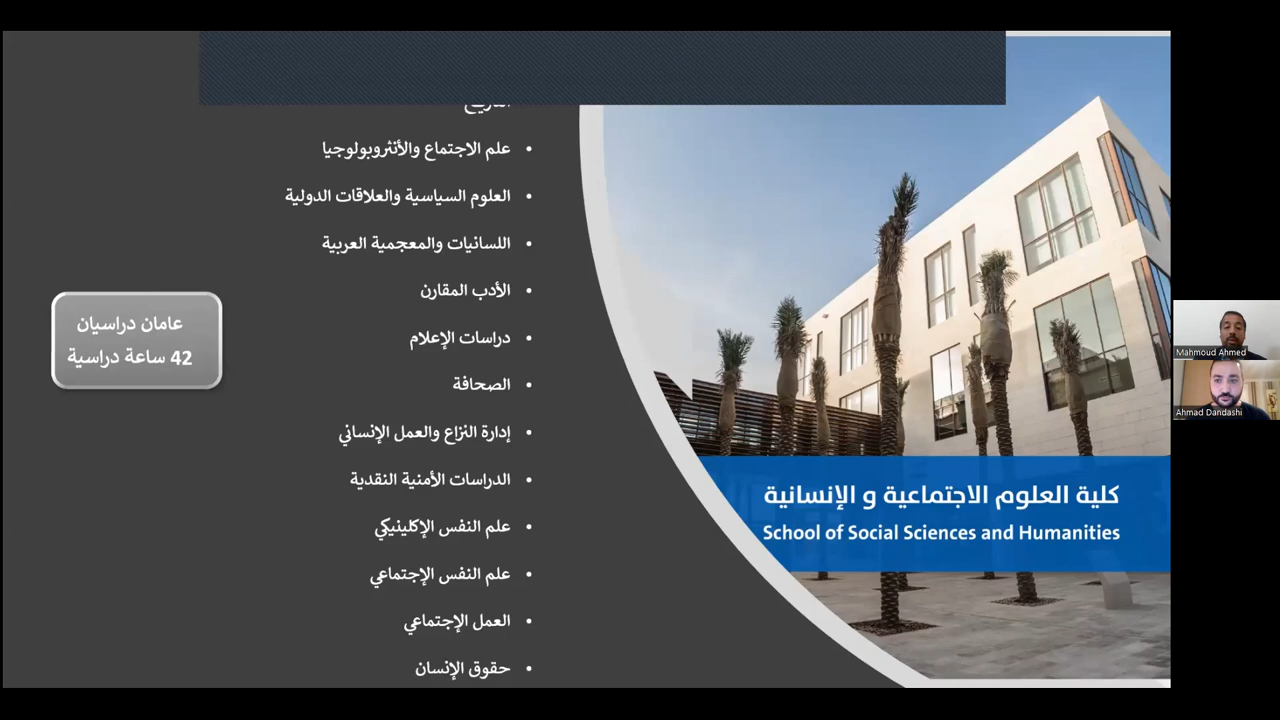 علم الاجتماع والأنثروبولوجيا
العلوم السياسية والعلاقات الدولية
اللسانيات والمعجمية العربية
الأدب المقارن
دراسات الإعلام
الصحافة
إدارة النزاع والعمل الإنساني
الدراسات الأمنية النقدية
علم النفس الإكلينيكي
علم النفس الإجتماعي
العمل الإجتماعي
حقوق الإنسان
عامان دراسيان
42 ساعة دراسية
كلية العلوم الاجتماعية و الإنسانية
School of Social Sciences and Humanities
Mahmoud Ahmed
Ahmad Dandashi